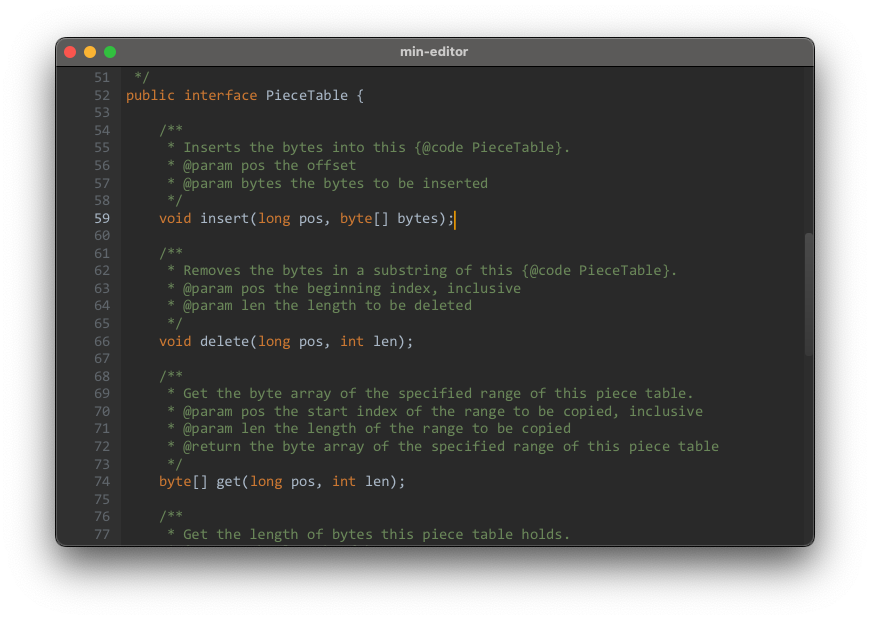 min-editor
51 */
52 public interface PieceTable {
53
54 /**
55 * Inserts the bytes into this {@code PieceTable}.
56 * @param pos the offset
57 * @param bytes the bytes to be inserted
58 */
59 void insert(long pos, byte[] bytes);
60
61 /**
62 * Removes the bytes in a substring of this {@code PieceTable}.
63 * @param pos the beginning index, inclusive
64 * @param len the length to be deleted
65 */
66 void delete(long pos, int len);
67
68 /**
69 * Get the byte array of the specified range of this piece table.
70 * @param pos the start index of the range to be copied, inclusive
71 * @param len the length of the range to be copied
72 * @return the byte array of the specified range of this piece table
73 */
74 byte[] get(long pos, int len);
75
76 /**
77 * Get the length of bytes this piece table holds.